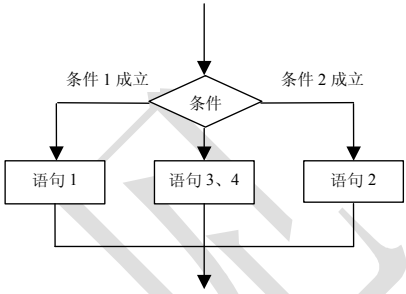 条件 1 成立
条件 2 成立
条件
语句 1
语句 3、4
语句 2